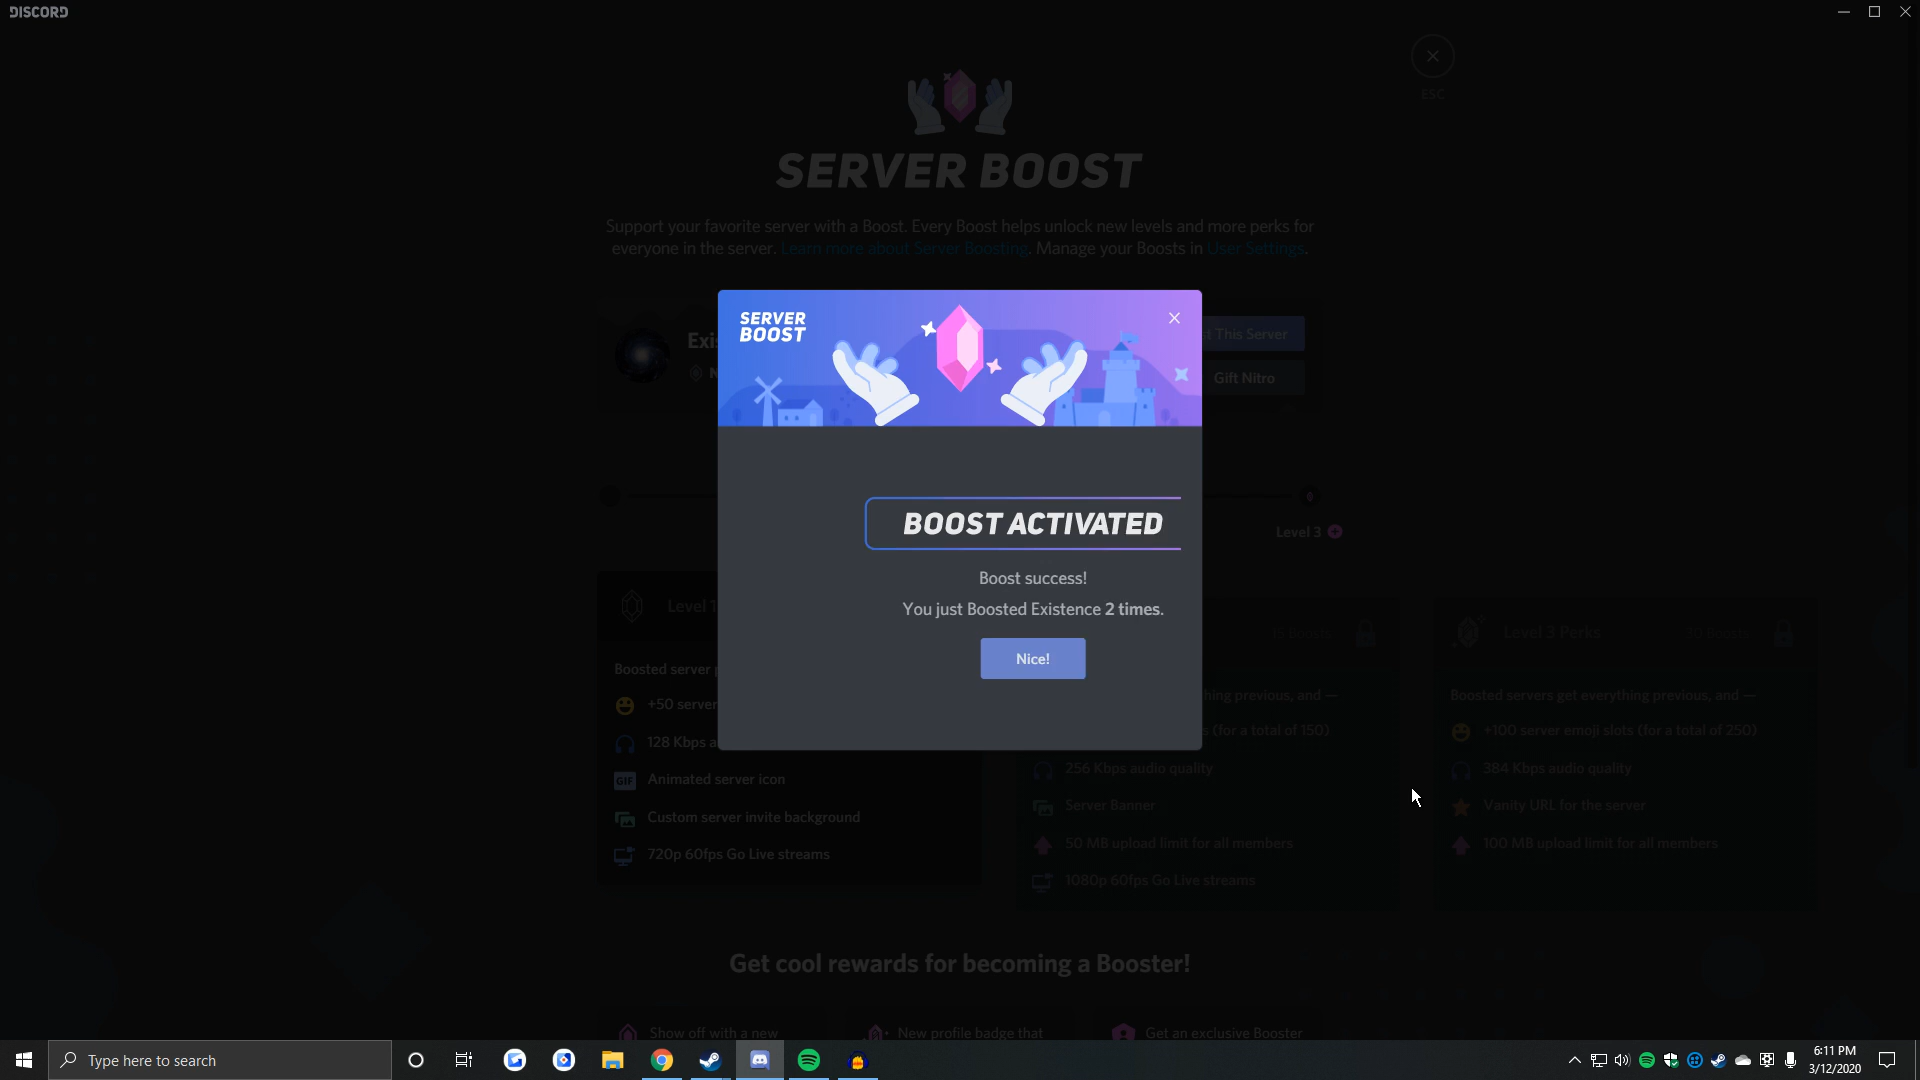 DISCORD
ESC
SERVER BOOST
Support your favorite server with a Boost. Every Boost helps unlock new levels and more perks for
everyone in the server. Learn more about Server Boosting. Manage your Boosts in User Settings.
SERVER
BOOST
This Server
Gift Nitro
BOOST ACTIVATED
Level 3
Boost success!
You just Boosted Existence 2 times.
Nice!
Level 1
Boosted server
+50 server
128 Kbps
GIF Animated server icon
Custom server invite background
720p 60fps Go Live streams
15 Boosts
previous, and —
(for a total of 150)
256 Kbps audio quality
Server Banner
50 MB upload limit for all members
1080p 60fps Go Live streams
Level 3 Perks
Boosted servers get everything previous, and —
+100 server emoji slots (for a total of 250)
384 Kbps audio quality
Vanity URL for the server
100 MB upload limit for all members
Get cool rewards for becoming a Booster!
Show off with a new
New profile badge that
Get an exclusive Booster
Type here to search
6:11 PM
3/12/2020